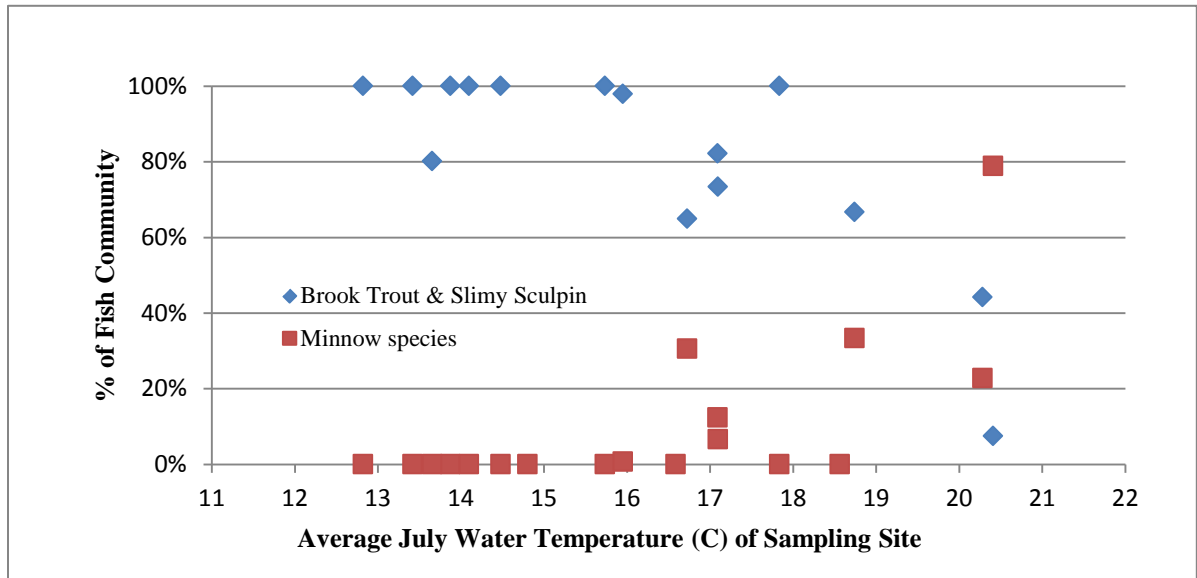 100%
80%
60%
40%
20%
0%
% of Fish Community
Brook Trout & Slimy Sculpin
Minnow species
11 12 13 14 15 16 17 18 19 20 21 22
Average July Water Temperature (C) of Sampling Site